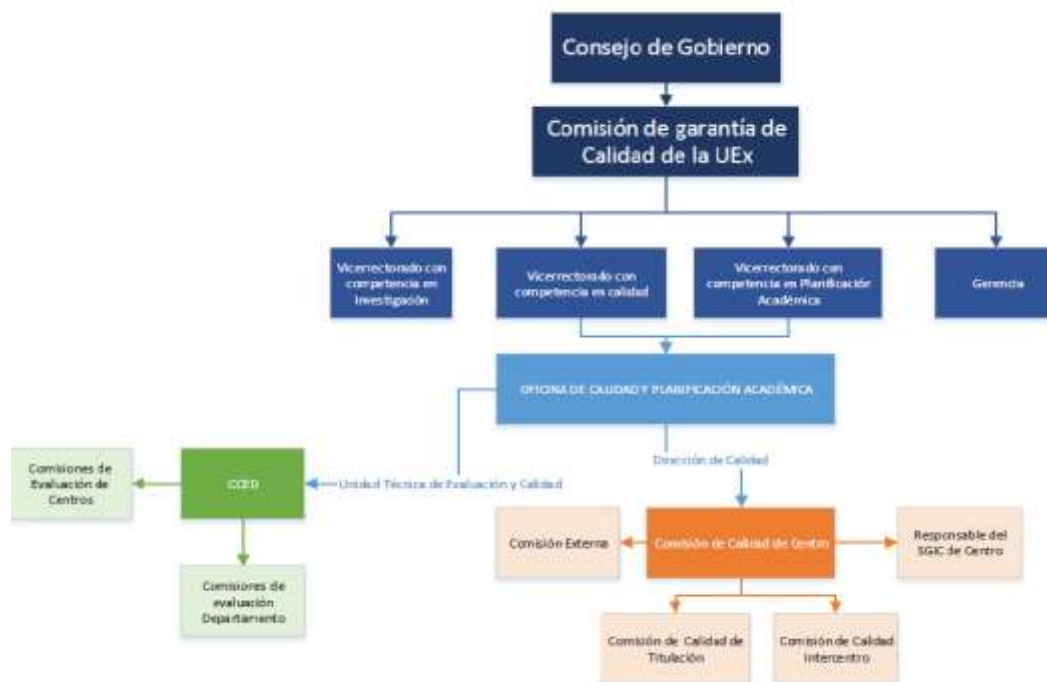 Consejo de Gobierno
Comisión de garantía de
Calidad de la UEx
Vicerrectorado con
competencia en
Investigación
Vicerrectorado con
competencia en calidad
Vicerrectorado con
competencia en Planificación
Académica
Gerencia
OFICINA DE CALIDAD Y PLANIFICACIÓN ACADÉMICA
Dirección de Calidad
Comisiones de
Evaluación de
Centros
CCED
Unidad Técnica de Evaluación y Calidad
Comisión Externa
Comisión de Calidad de Centro
Responsable del
SGIC de Centro
Comisiones de
evaluación
Departamento
Comisión de Calidad de
Titulación
Comisión de Calidad
Intercentro